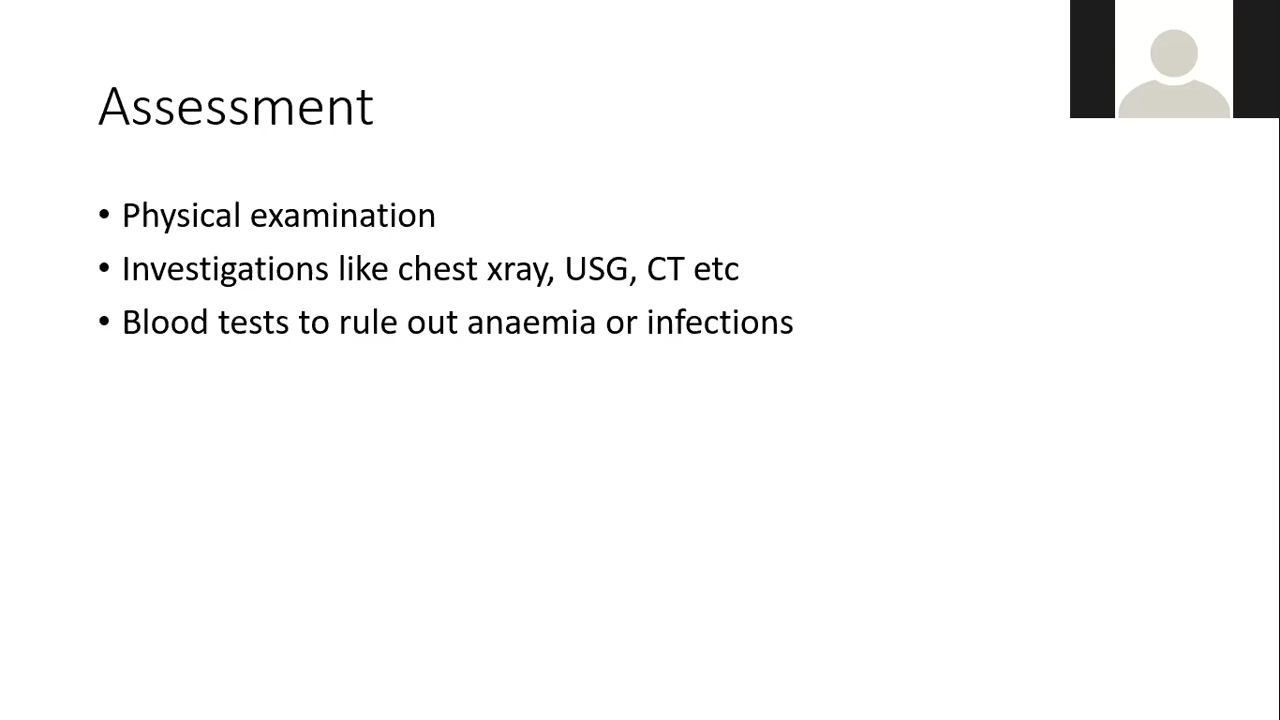 Assessment
• Physical examination
• Investigations like chest xray, USG, CT etc
• Blood tests to rule out anaemia or infections